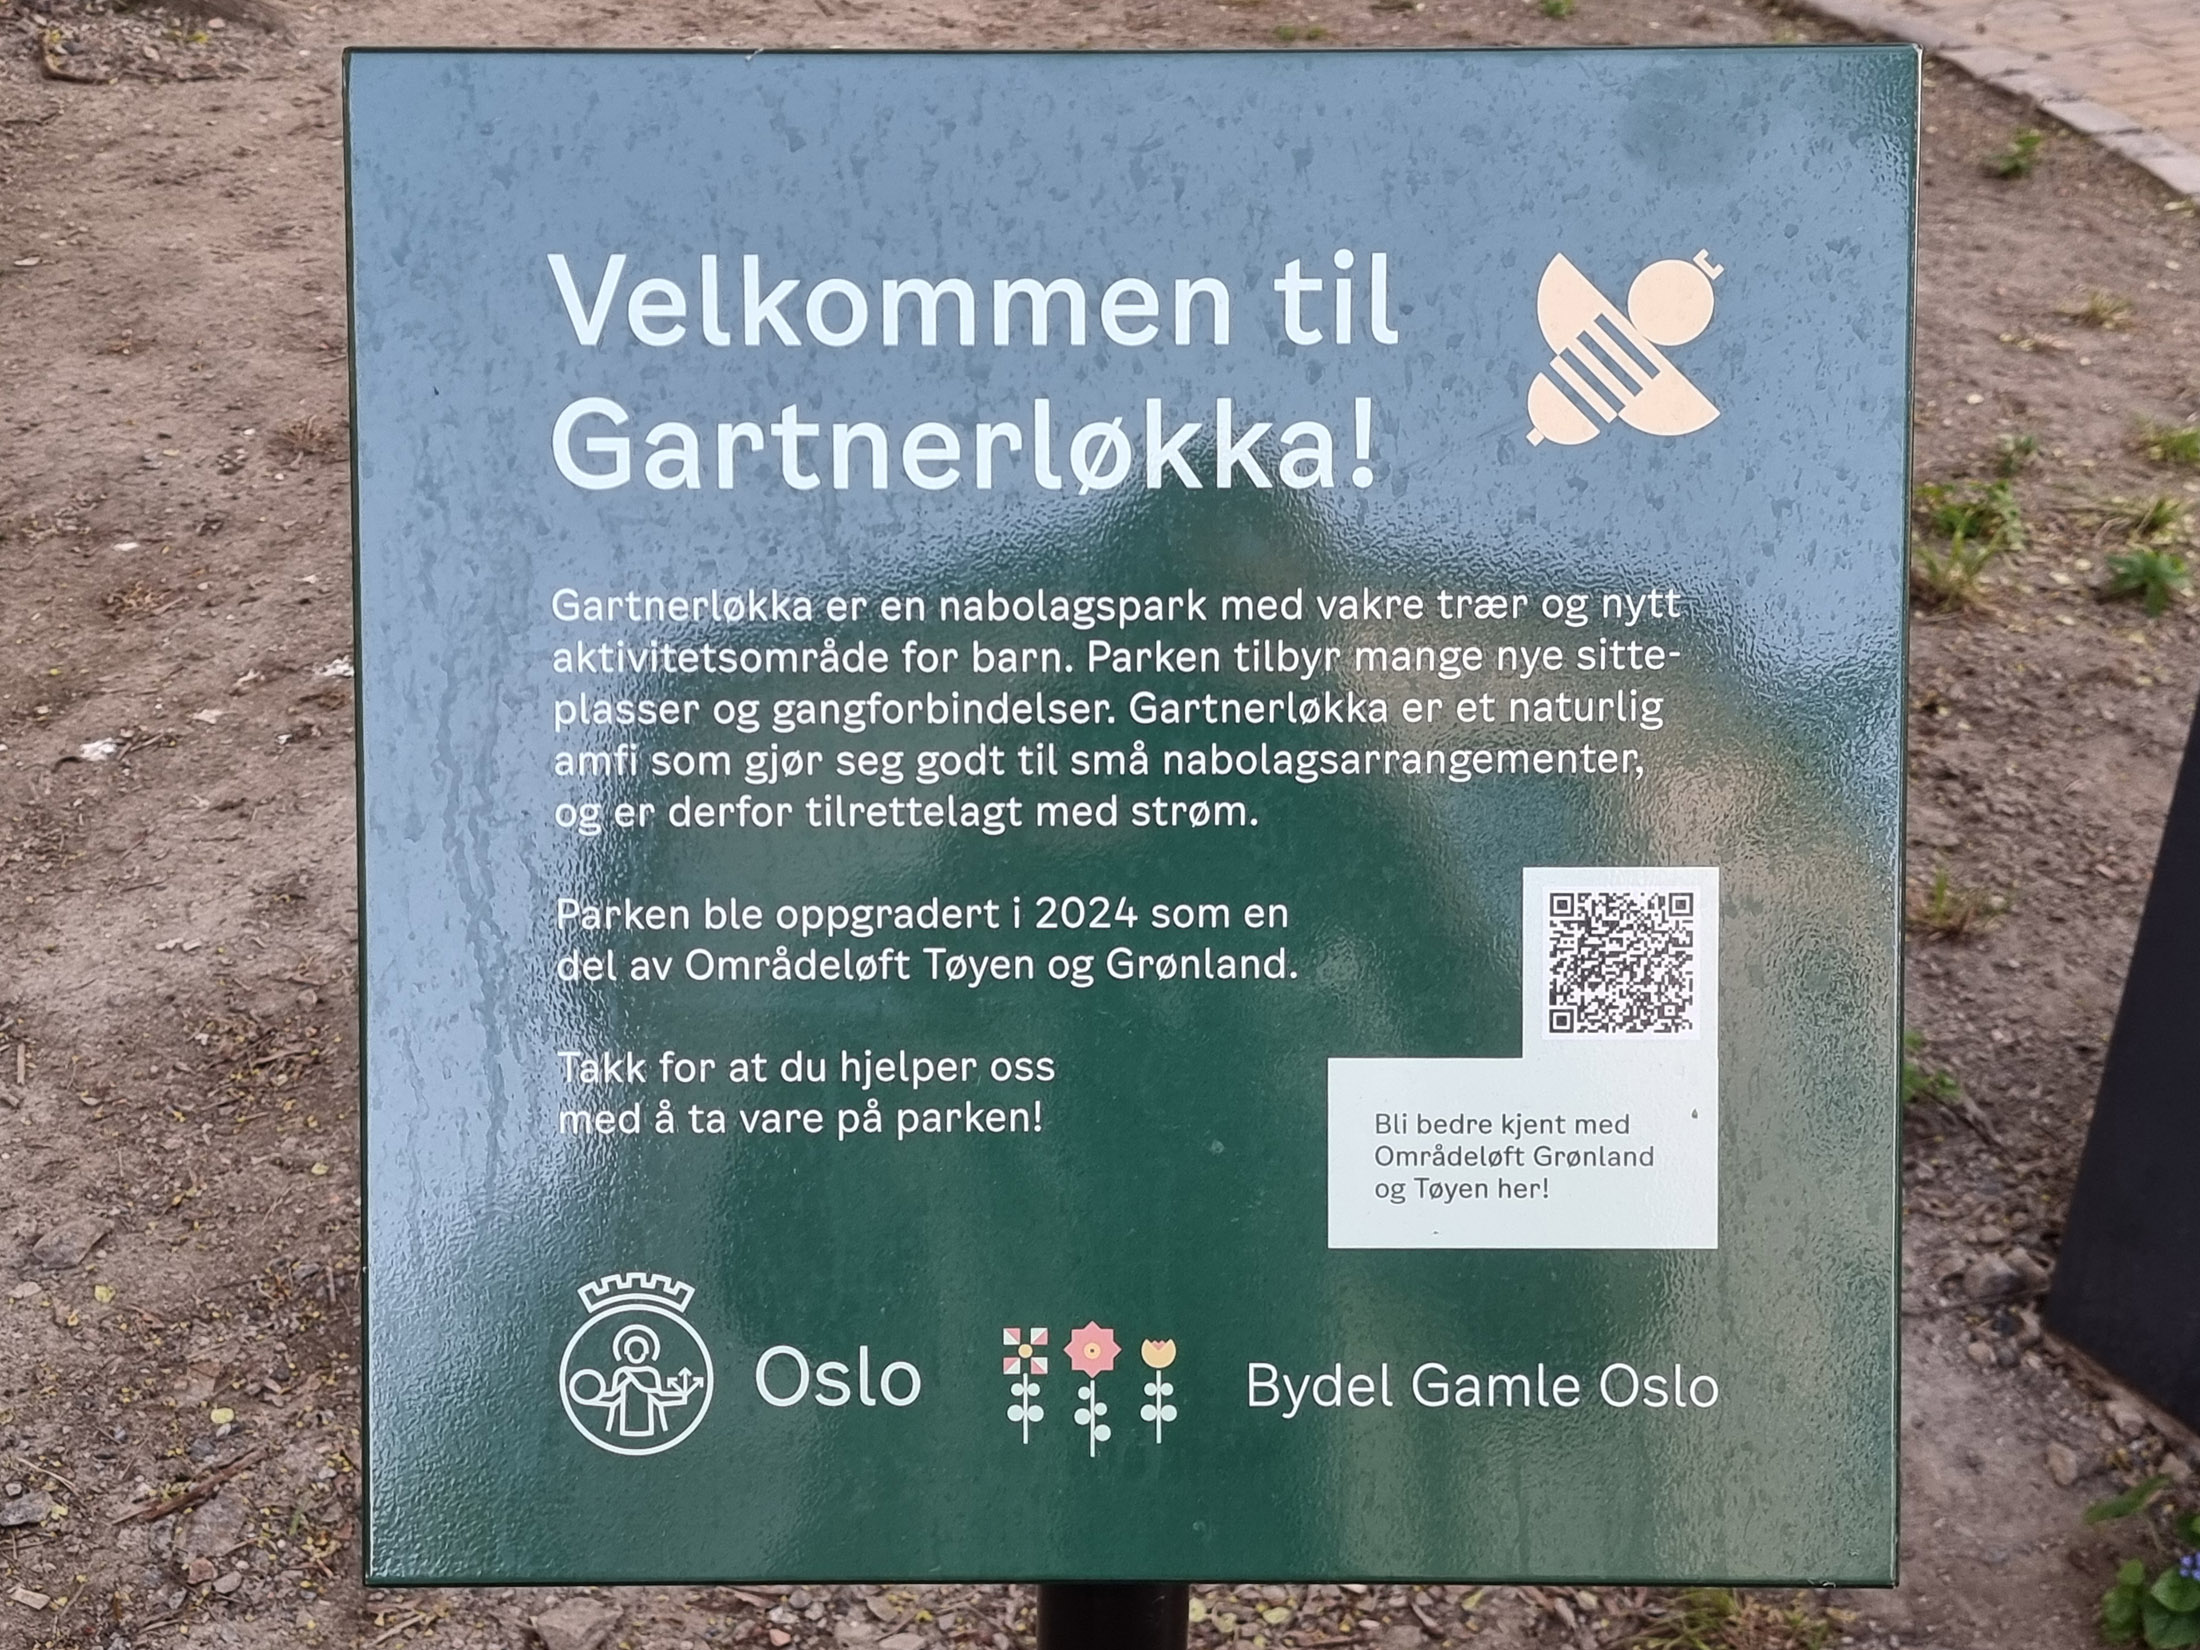 Velkommen til
Gartnerløkka!
Gartnerløkka er en nabolagspark med vakre trær og nytt
aktivitetsområde for barn. Parken tilbyr mange nye sitte-
plasser og gangforbindelser. Gartnerløkka er et naturlig
amfi som gjør seg godt til små nabolagsarrangementer,
og er derfor tilrettelagt med strøm.
Parken ble oppgradert i 2024 som en
del av Områdeløft Tøyen og Grønland.
Takk for at du hjelper oss
med å ta vare på parken!
Bli bedre kjent med
Områdeløft Grønland
og Tøyen her!
Oslo
Bydel Gamle Oslo